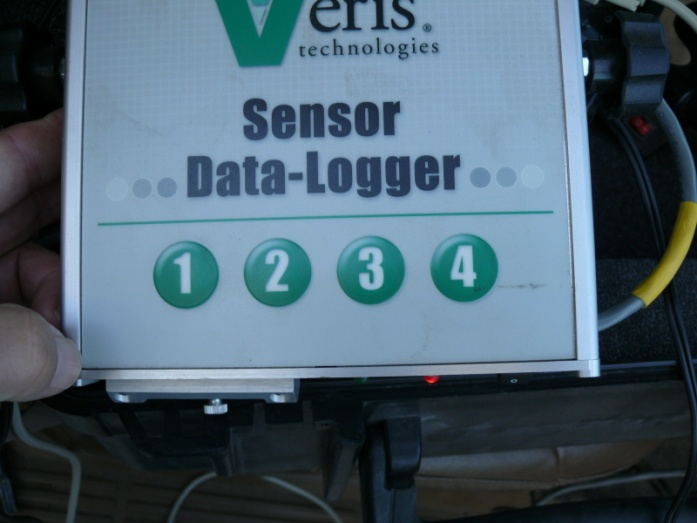 Veris®
technologies
Sensor
Data-Logger
1 2 3 4